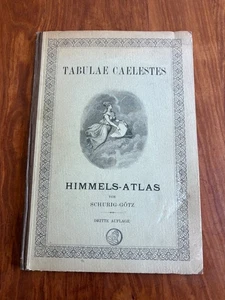 TABULAE CAELESTES
HIMMELS-ATLAS
VON
SCHURIG-GÖTZ
DRITTE AUFLAGE